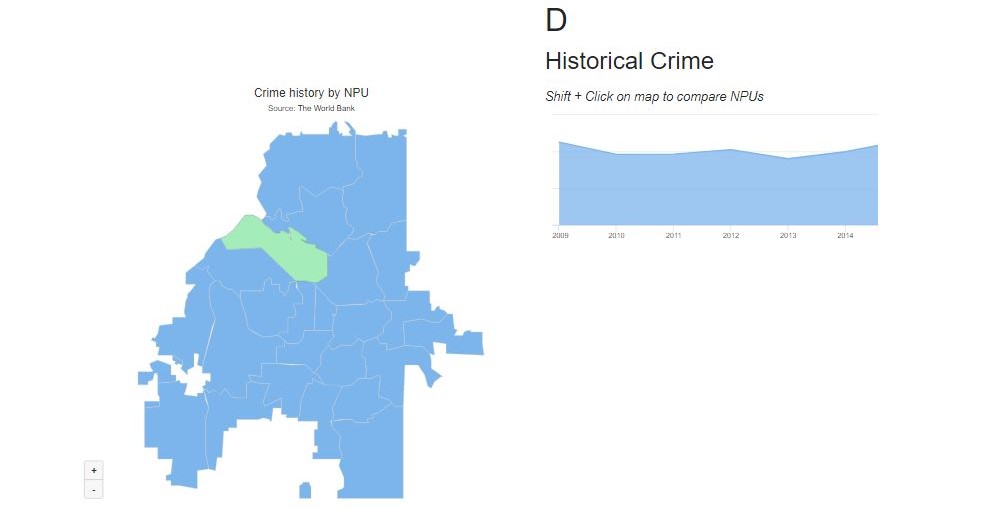 D
Historical Crime
Shift + Click on map to compare NPUs
Crime history by NPU
Source: The World Bank
2009 2010 2011 2012 2013 2014
+
-